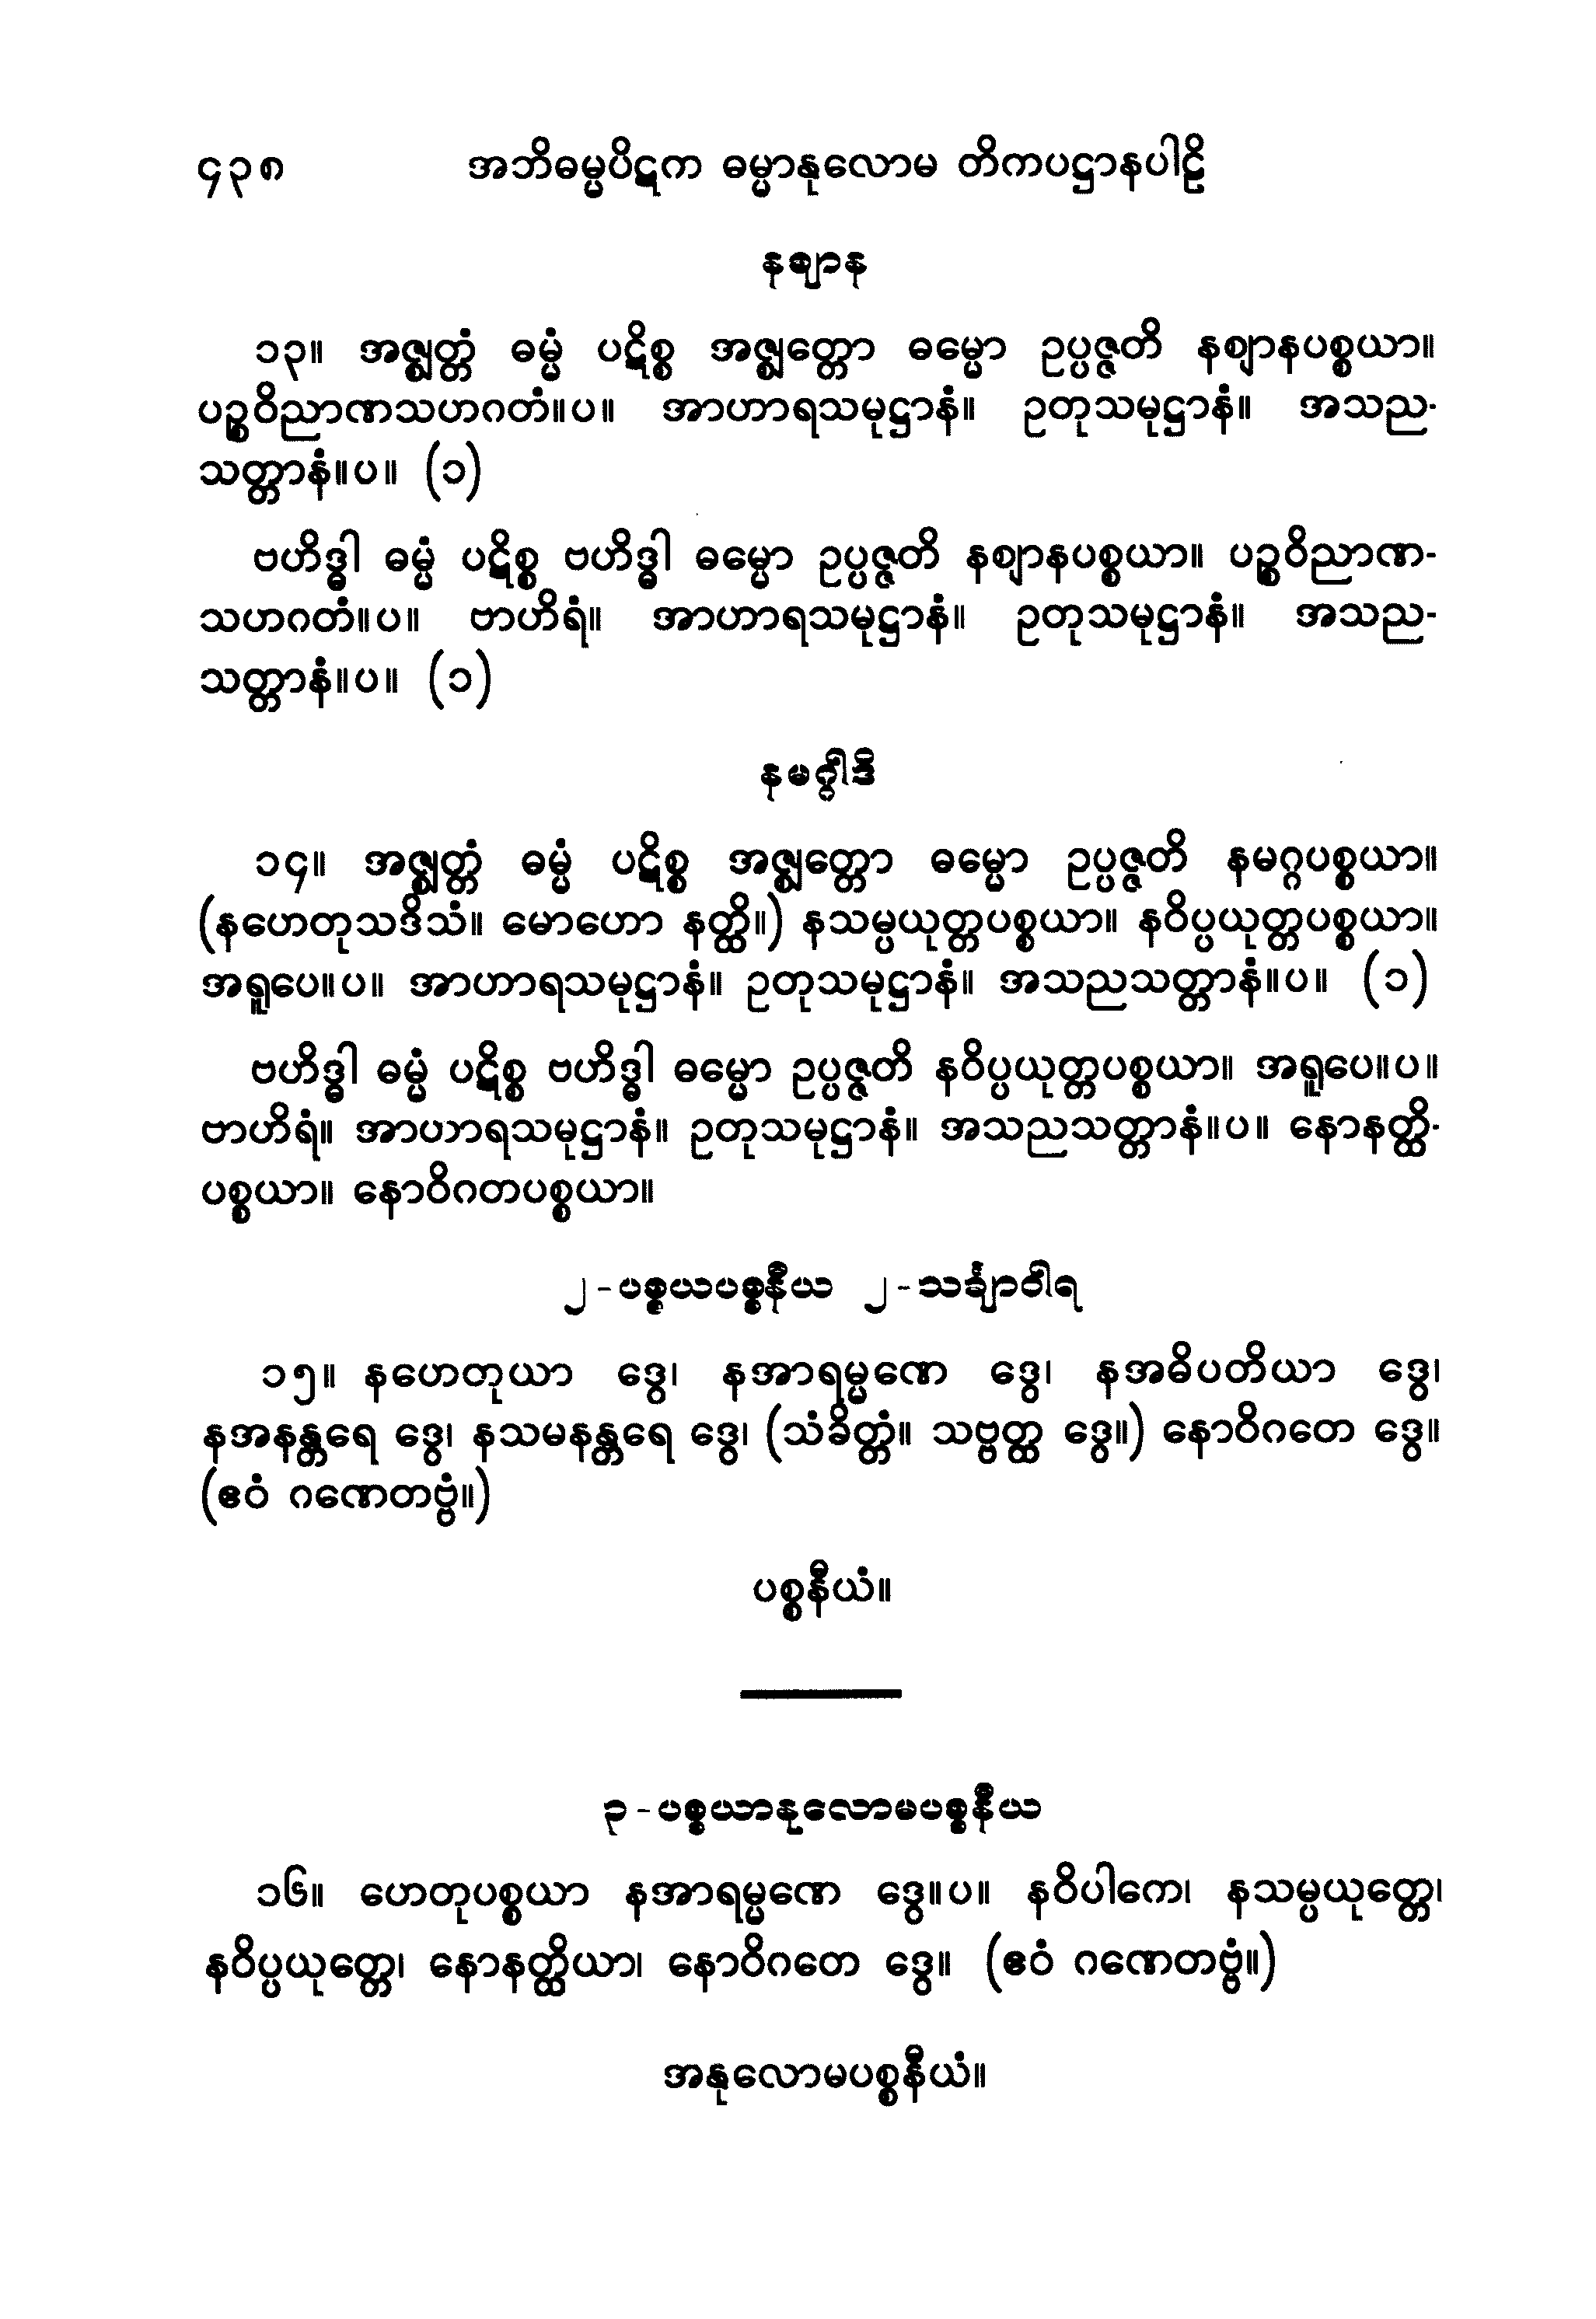 ၄၃၈ အဘိဓမ္မပိဋက ဓမ္မာနုလောမ တိကပဋ္ဌာနပါဠိ
နဈာန
၁၃။ အဇ္ဈတ္တံ ဓမ္မံ ပဋိစ္စ အဇ္ဈတ္တော ဓမ္မော ဥပ္ပဇ္ဇတိ နဈာနပစ္စယာ။
ပဉ္စဝိညာဏသဟဂတံ။ပ။ အာဟာရသမုဋ္ဌာနံ။ ဥတုသမုဋ္ဌာနံ။ အသည-
သတ္တာနံ။ပ။ (၁)
ဗဟိဒ္ဓါ ဓမ္မံ ပဋိစ္စ ဗဟိဒ္ဓါ ဓမ္မော ဥပ္ပဇ္ဇတိ နဈာနပစ္စယာ။ ပဉ္စဝိညာဏ-
သဟဂတံ။ပ။ ဗာဟိရံ။ အာဟာရသမုဋ္ဌာနံ။ ဥတုသမုဋ္ဌာနံ။ အသည-
သတ္တာနံ။ပ။ (၁)
နမဂ္ဂါဒိ
၁၄။ အဇ္ဈတ္တံ ဓမ္မံ ပဋိစ္စ အဇ္ဈတ္တော ဓမ္မော ဥပ္ပဇ္ဇတိ နမဂ္ဂပစ္စယာ။
(နဟေတုသဒိသံ။ မောဟော နတ္ထိ။) နသမ္ပယုတ္တပစ္စယာ။ နဝိပ္ပယုတ္တပစ္စယာ။
အရူပေ။ပ။ အာဟာရသမုဋ္ဌာနံ။ ဥတုသမုဋ္ဌာနံ။ အသညသတ္တာနံ။ပ။ (၁)
ဗဟိဒ္ဓါ ဓမ္မံ ပဋိစ္စ ဗဟိဒ္ဓါ ဓမ္မော ဥပ္ပဇ္ဇတိ နဝိပ္ပယုတ္တပစ္စယာ။ အရူပေ။ပ။
ဗာဟိရံ။ အာဟာရသမုဋ္ဌာနံ။ ဥတုသမုဋ္ဌာနံ။ အသညသတ္တာနံ။ပ။ နောနတ္ထိ-
ပစ္စယာ။ နောဝိဂတပစ္စယာ။
၂-ပစ္စယပစ္စနီယ ၂-သင်္ချာဝါရ
၁၅။ နဟေတုယာ ဒွေ၊ နအာရမ္မဏေ ဒွေ၊ နအဓိပတိယာ ဒွေ၊
နအနန္တရေ ဒွေ၊ နသမနန္တရေ ဒွေ၊ (သံခိတ္တံ။ သဗ္ဗတ္ထ ဒွေ။) နောဝိဂတေ ဒွေ။
(ဧဝံ ဂဏေတဗ္ဗံ။)
ပစ္စနီယံ။
၃-ပစ္စယာနုလောမပစ္စနီယ
၁၆။ ဟေတုပစ္စယာ နအာရမ္မဏေ ဒွေ။ပ။ နဝိပါကေ၊ နသမ္ပယုတ္တေ၊
နဝိပ္ပယုတ္တေ၊ နောနတ္ထိယာ၊ နောဝိဂတေ ဒွေ။ (ဧဝံ ဂဏေတဗ္ဗံ။)
အနုလောမပစ္စနီယံ။